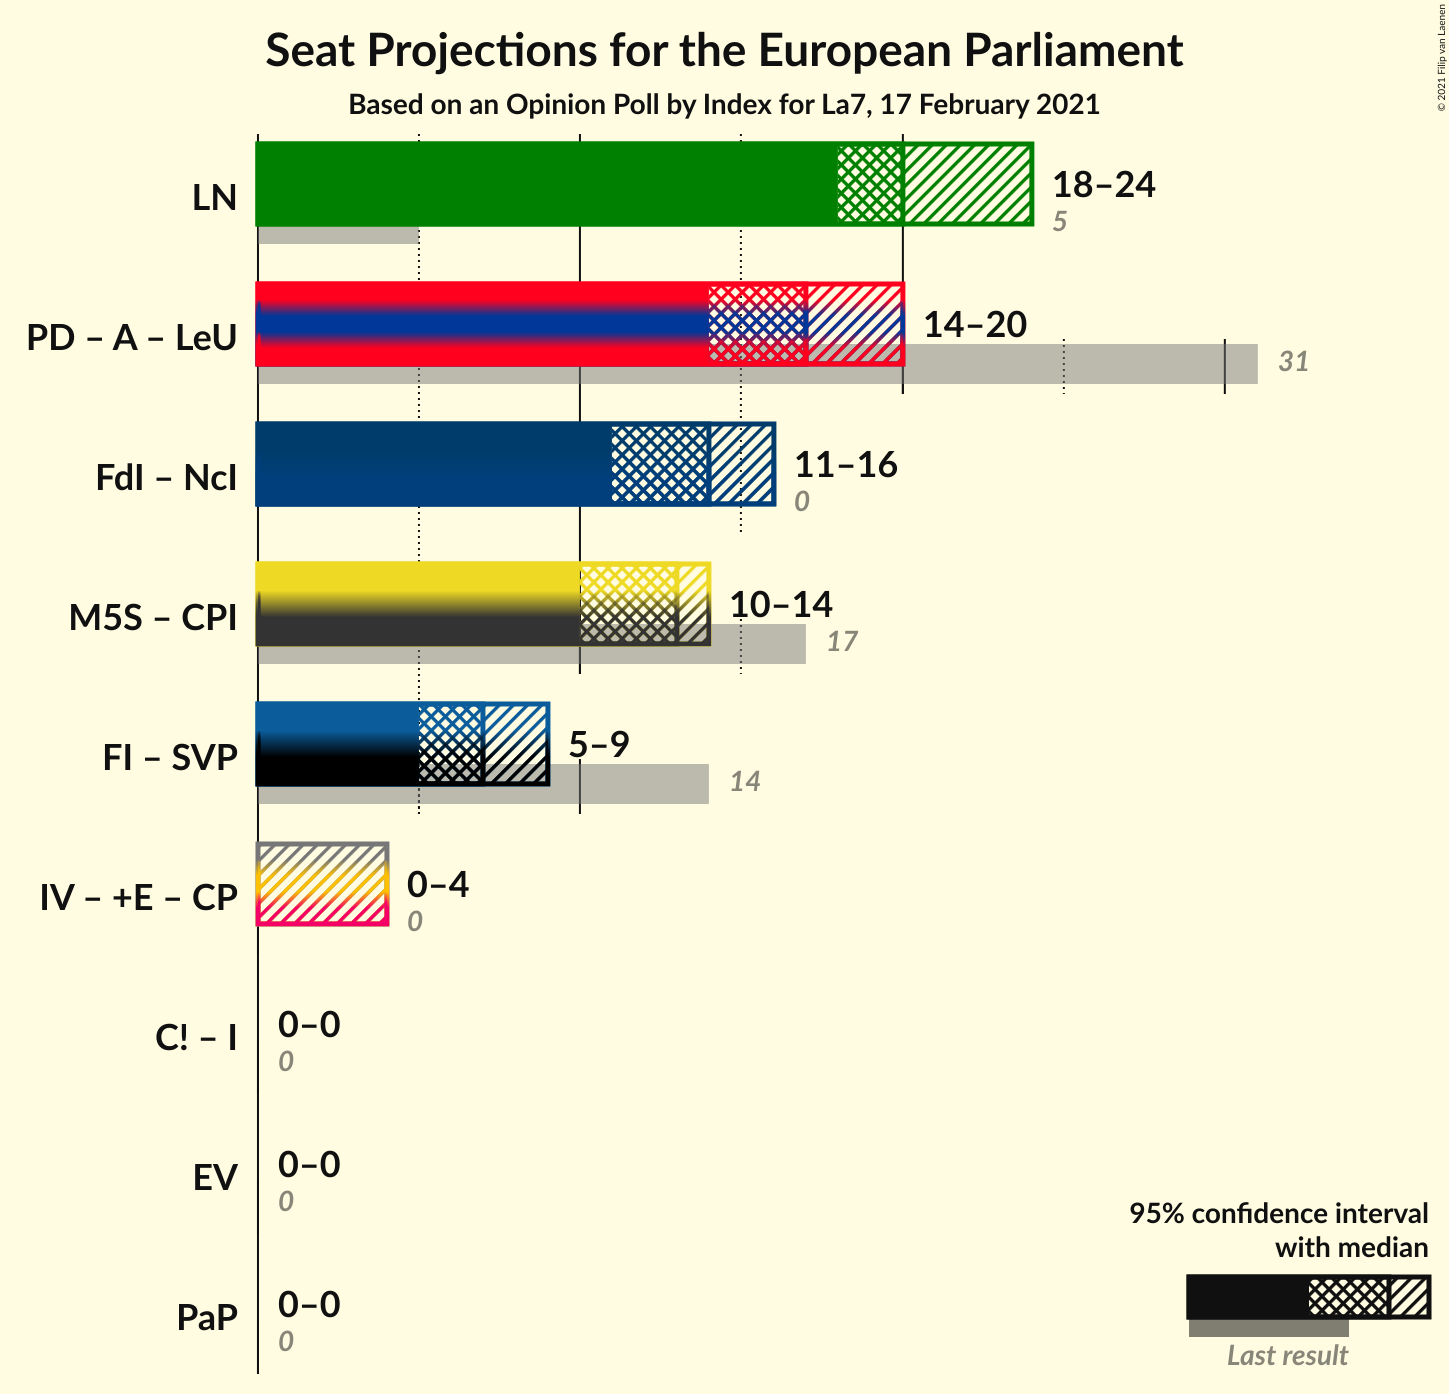 Seat Projections for the European Parliament
Based on an Opinion Poll by Index for La7, 17 February 2021
© 2021 Filip van Laenen
LN
18–24
5
PD – A – LeU
14–20
31
FdI – NcI
11–16
0
M5S – CPI
10–14
17
FI – SVP
5–9
14
IV – +E – CP
0–4
0
C! – I
0–0
0
EV
0–0
0
PaP
0–0
0
95% confidence interval
with median
Last result